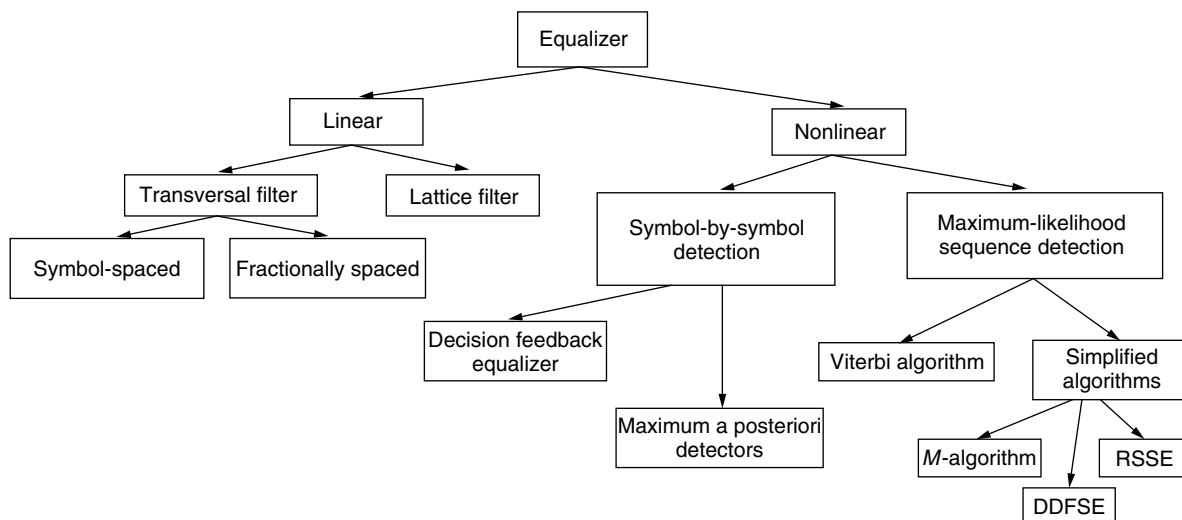 Equalizer
Linear
Nonlinear
Transversal filter
Lattice filter
Symbol-by-symbol
detection
Maximum-likelihood
sequence detection
Symbol-spaced
Fractionally spaced
Decision feedback
equalizer
Viterbi algorithm
Simplified
algorithms
Maximum a posteriori
detectors
M-algorithm
RSSE
DDFSE